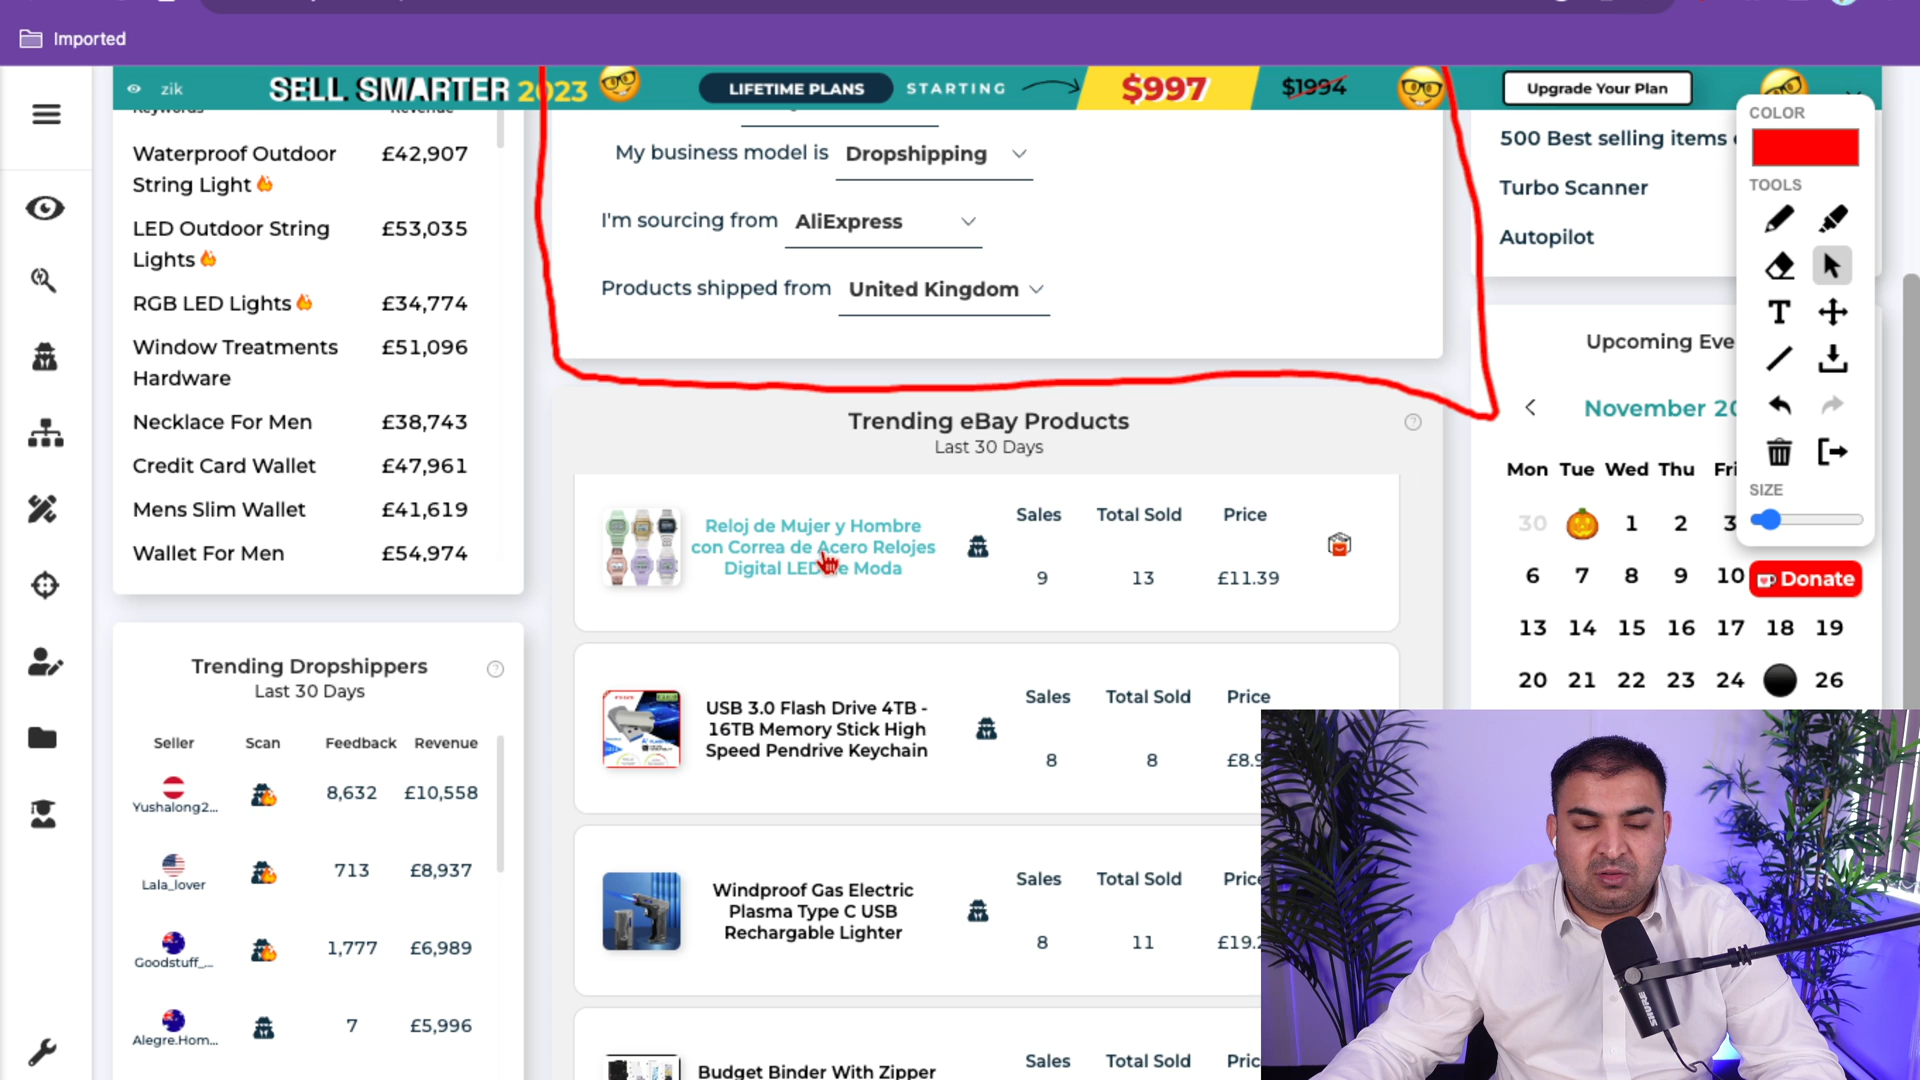 Imported
zik
SELL SMARTER 2023
LIFETIME PLANS
STARTING
$997
$1994
Upgrade Your Plan
Keywords
Revenue
Waterproof Outdoor
String Light
£42,907
LED Outdoor String
Lights
£53,035
RGB LED Lights
£34,774
Window Treatments
Hardware
£51,096
Necklace For Men
£38,743
Credit Card Wallet
£47,961
Mens Slim Wallet
£41,619
Wallet For Men
£54,974
Trending Dropshippers
Last 30 Days
Seller Scan Feedback Revenue
Yushalong2... 8,632 £10,558
Lala_lover 713 £8,937
Goodstuff_... 1,777 £6,989
Alegre.Hom... 7 £5,996
My business model is Dropshipping
I'm sourcing from AliExpress
Products shipped from United Kingdom
Trending eBay Products
Last 30 Days
Reloj de Mujer y Hombre
con Correa de Acero Relojes
Digital LED de Moda
Sales Total Sold Price
9 13 £11.39
USB 3.0 Flash Drive 4TB -
16TB Memory Stick High
Speed Pendrive Keychain
Sales Total Sold Price
8 8 £8.9
Windproof Gas Electric
Plasma Type C USB
Rechargable Lighter
Sales Total Sold Price
8 11 £19.2
Budget Binder With Zipper
Sales Total Sold Pric
500 Best selling items
Turbo Scanner
Autopilot
Upcoming Eve
November 20
Mon Tue Wed Thu Fri
30 1 2 3
6 7 8 9 10
13 14 15 16 17 18 19
20 21 22 23 24 26
COLOR
TOOLS
T
SIZE
Donate
SHURE